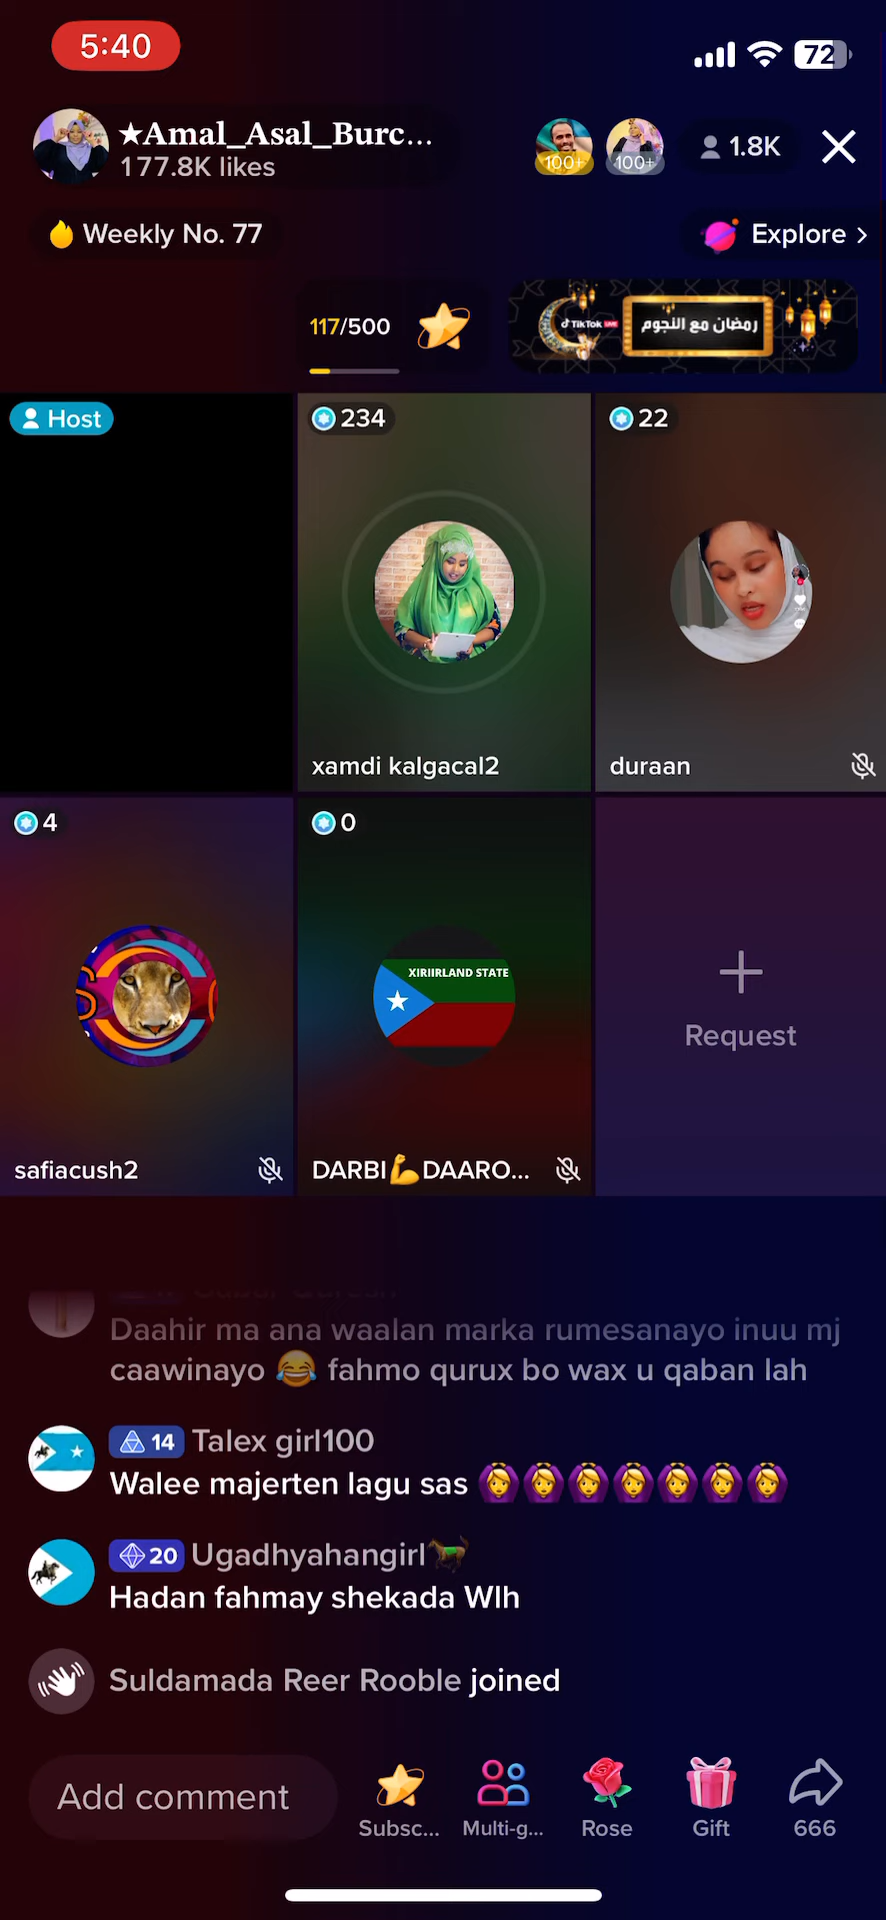 5:40
72
★Amal_Asal_Burc...
177.8K likes
100+
100+
1.8K
Weekly No. 77
Explore >
117/500
TikTok LIVE
رمضان مع النجوم
Host
234
22
xamdi kalgacal2
duraan
4
0
XIRIIRLAND STATE
Request
safiacush2
DARBI💪DAARO...
Daahir ma ana waalan marka rumesanayo inuu mj
caawinayo 😂 fahmo qurux bo wax u qaban lah
14 Talex girl100
Walee majerten lagu sas 🙆‍♀️🙆‍♀️🙆‍♀️🙆‍♀️🙆‍♀️🙆‍♀️🙆‍♀️
20 Ugadhyahangirl🐎
Hadan fahmay shekada Wlh
Suldamada Reer Rooble joined
Add comment
Subsc...
Multi-g...
Rose
Gift
666